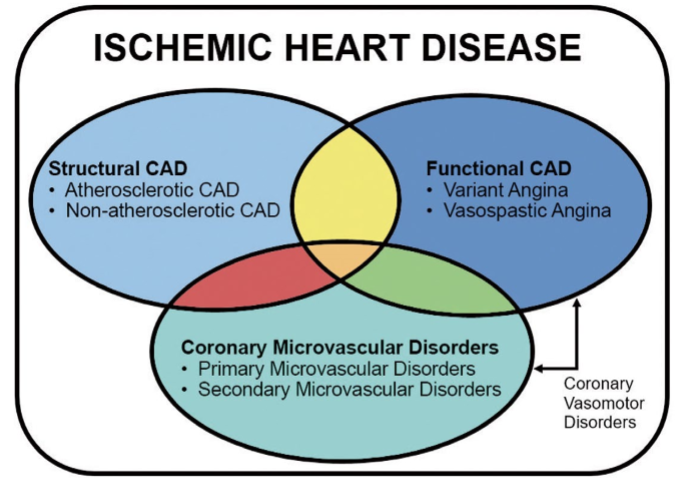 ISCHEMIC HEART DISEASE
Structural CAD
• Atherosclerotic CAD
• Non-atherosclerotic CAD
Functional CAD
• Variant Angina
• Vasospastic Angina
Coronary Microvascular Disorders
• Primary Microvascular Disorders
• Secondary Microvascular Disorders
Coronary
Vasomotor
Disorders